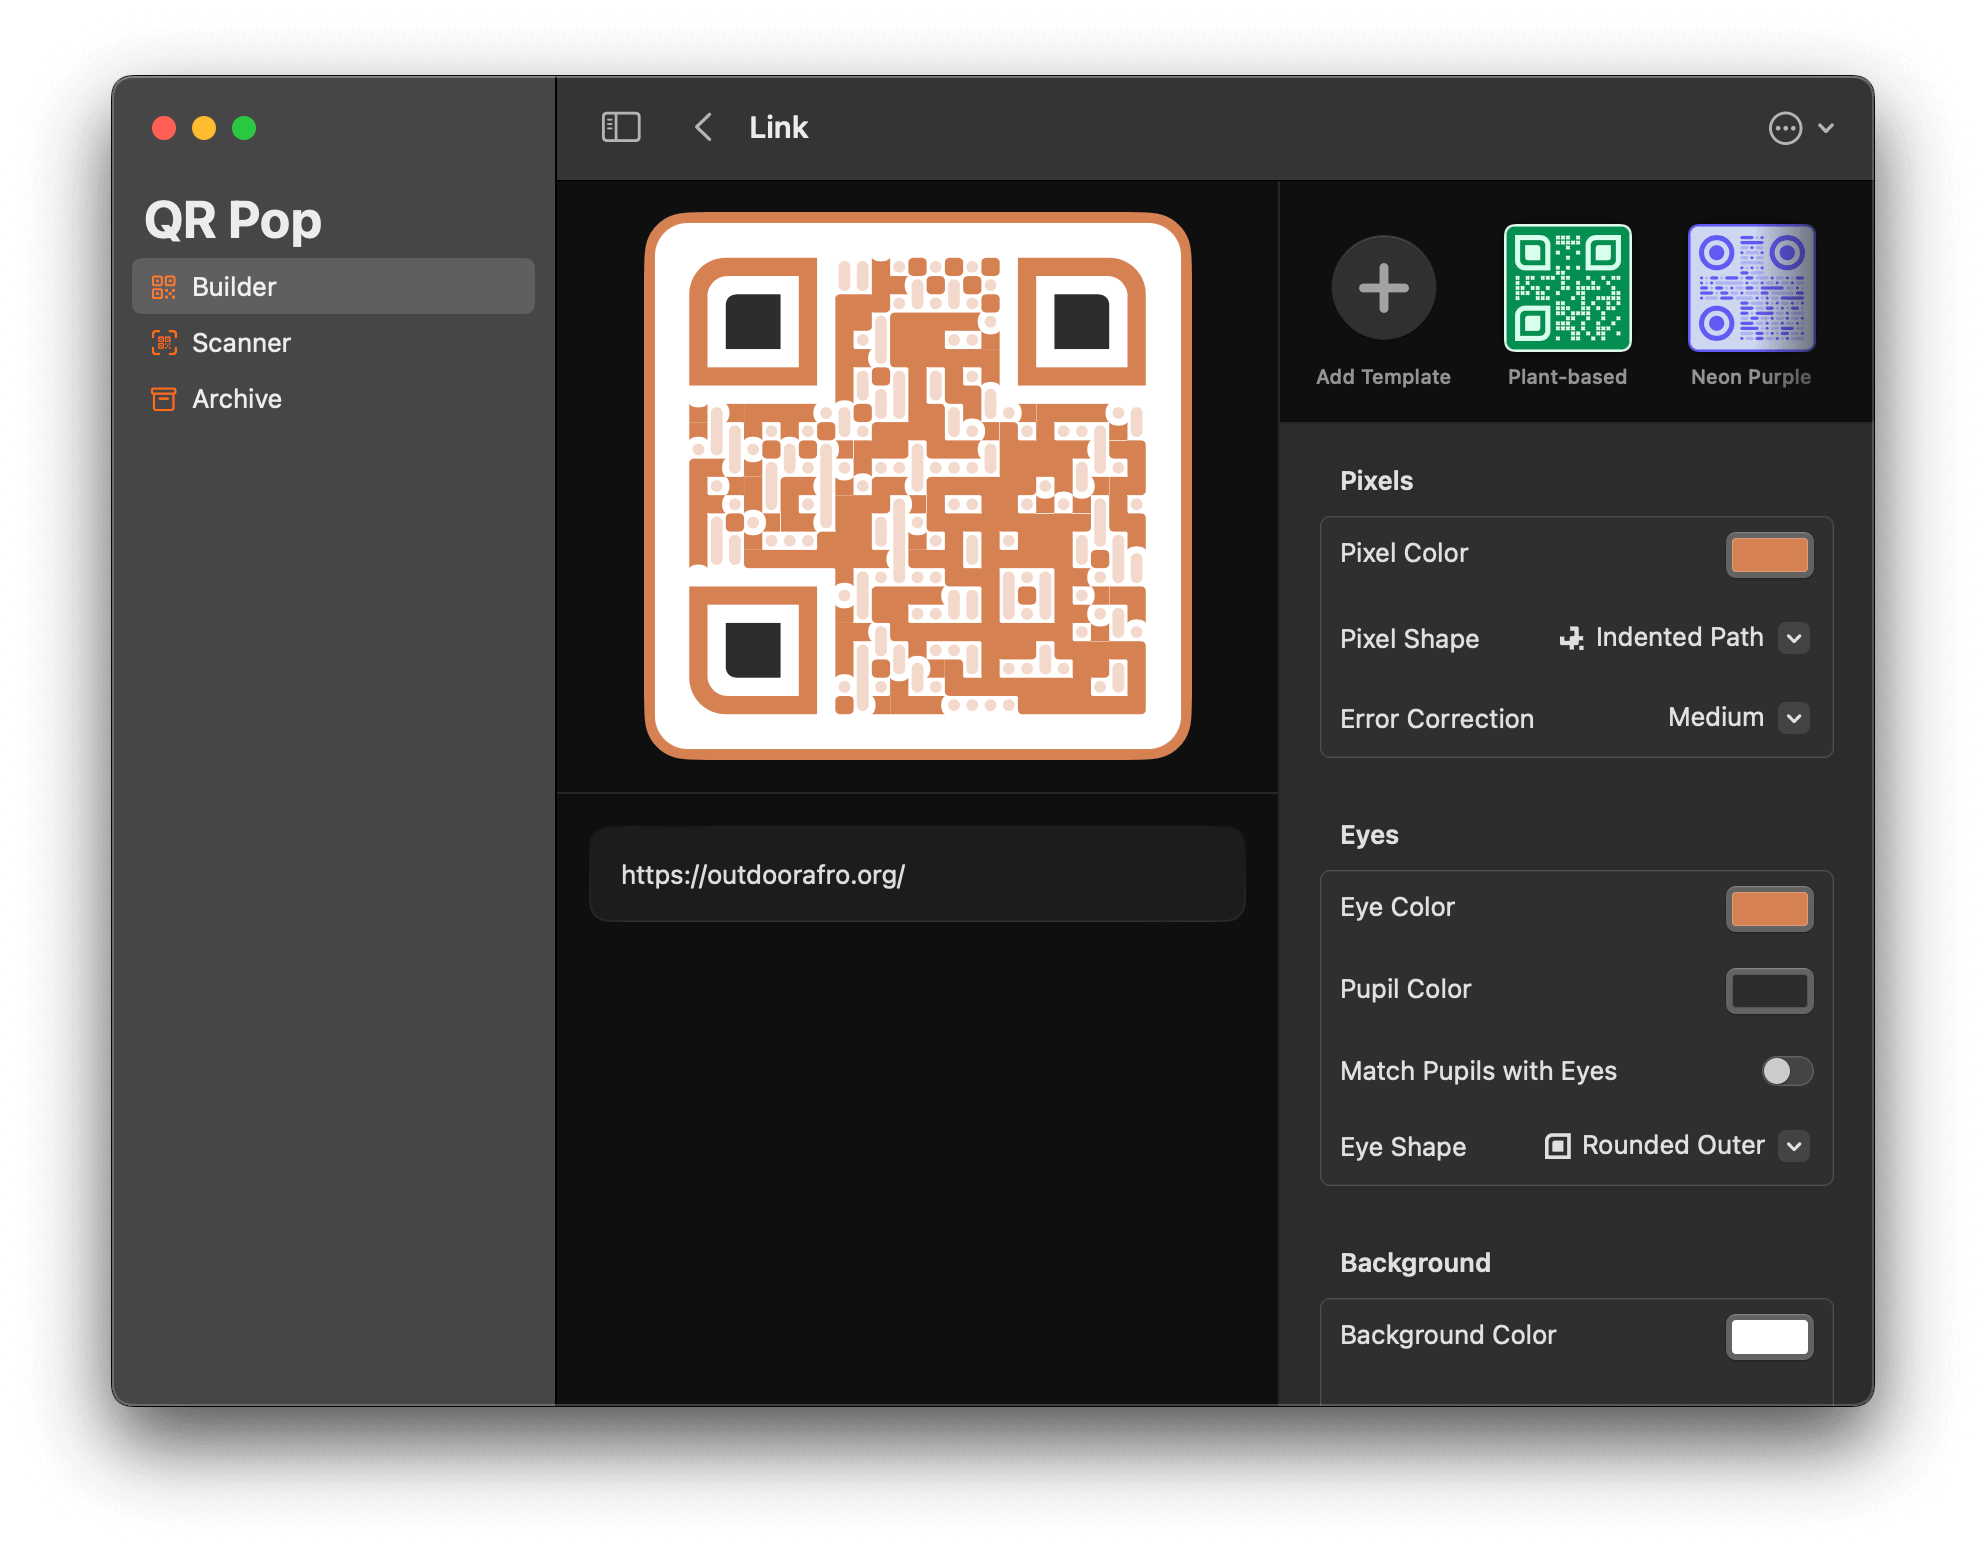 QR Pop
Builder
Scanner
Archive
Link
https://outdoorafro.org/
Add Template
Plant-based
Neon Purple
Pixels
Pixel Color
Pixel Shape Indented Path
Error Correction Medium
Eyes
Eye Color
Pupil Color
Match Pupils with Eyes
Eye Shape Rounded Outer
Background
Background Color